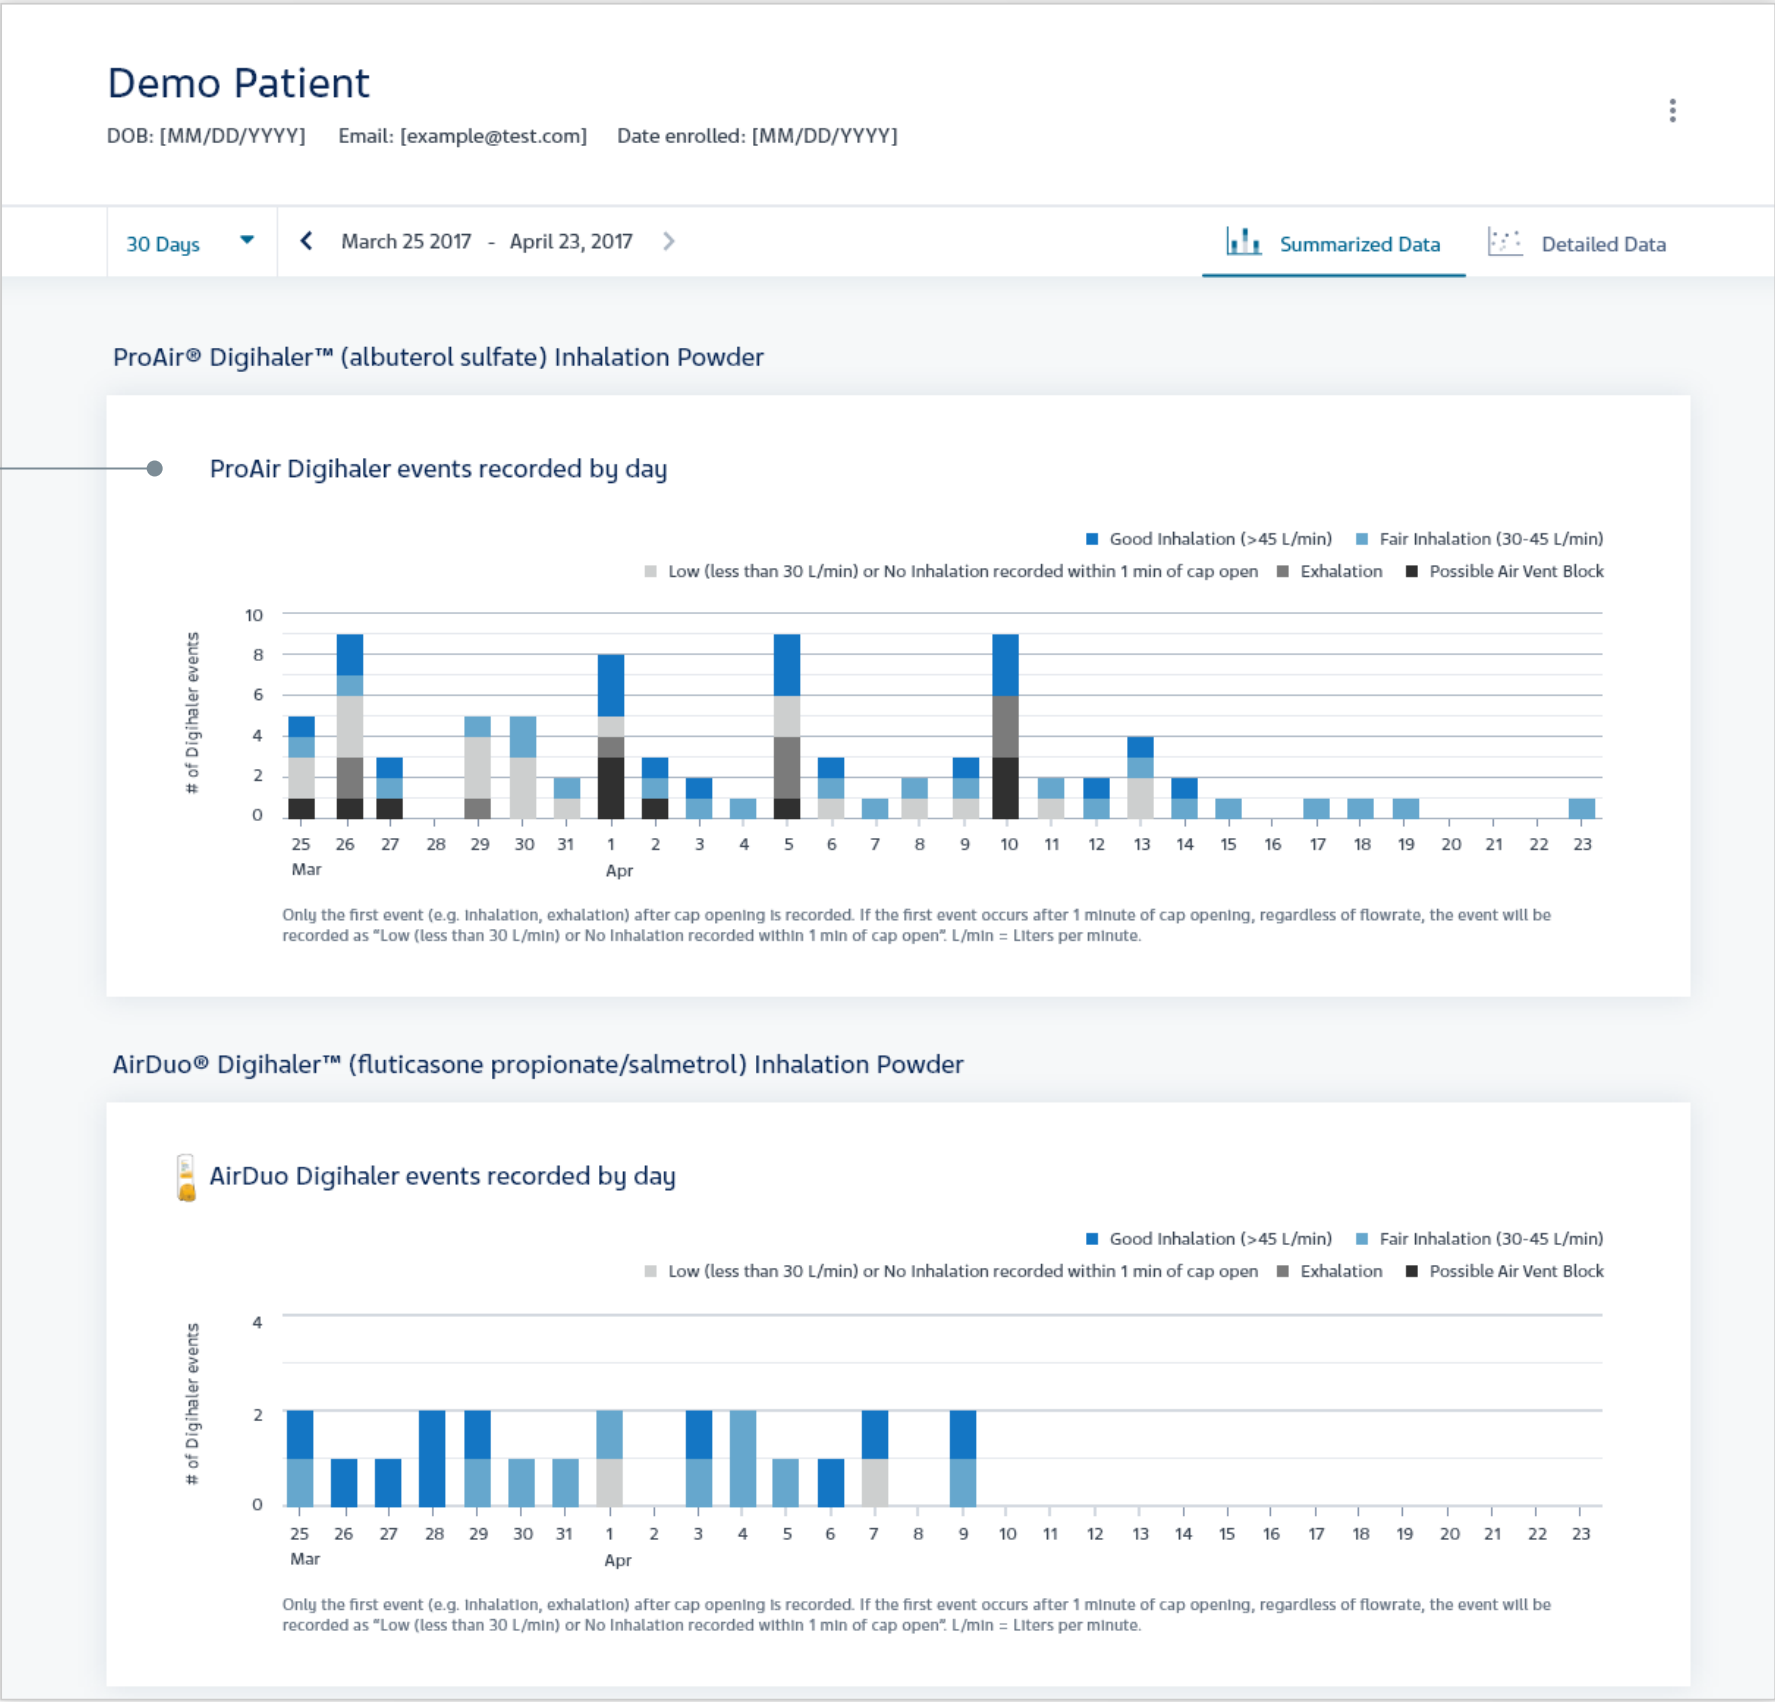 Demo Patient
DOB: [MM/DD/YYYY] Email: [example@test.com] Date enrolled: [MM/DD/YYYY]
30 Days March 25 2017 - April 23, 2017 Summarized Data Detailed Data
ProAir® Digihaler™ (albuterol sulfate) Inhalation Powder
ProAir Digihaler events recorded by day
Good Inhalation (>45 L/min) Fair Inhalation (30-45 L/min)
Low (less than 30 L/min) or No Inhalation recorded within 1 min of cap open Exhalation Possible Air Vent Block
# of Digihaler events
10
8
6
4
2
0
25 26 27 28 29 30 31 1 2 3 4 5 6 7 8 9 10 11 12 13 14 15 16 17 18 19 20 21 22 23
Mar Apr
Only the first event (e.g. Inhalation, exhalation) after cap opening is recorded. If the first event occurs after 1 minute of cap opening, regardless of flowrate, the event will be
recorded as “Low (less than 30 L/min) or No Inhalation recorded within 1 min of cap open”. L/min = Liters per minute.
AirDuo® Digihaler™ (fluticasone propionate/salmetrol) Inhalation Powder
AirDuo Digihaler events recorded by day
Good Inhalation (>45 L/min) Fair Inhalation (30-45 L/min)
Low (less than 30 L/min) or No Inhalation recorded within 1 min of cap open Exhalation Possible Air Vent Block
# of Digihaler events
4
2
0
25 26 27 28 29 30 31 1 2 3 4 5 6 7 8 9 10 11 12 13 14 15 16 17 18 19 20 21 22 23
Mar Apr
Only the first event (e.g. Inhalation, exhalation) after cap opening is recorded. If the first event occurs after 1 minute of cap opening, regardless of flowrate, the event will be
recorded as “Low (less than 30 L/min) or No Inhalation recorded within 1 min of cap open”. L/min = Liters per minute.